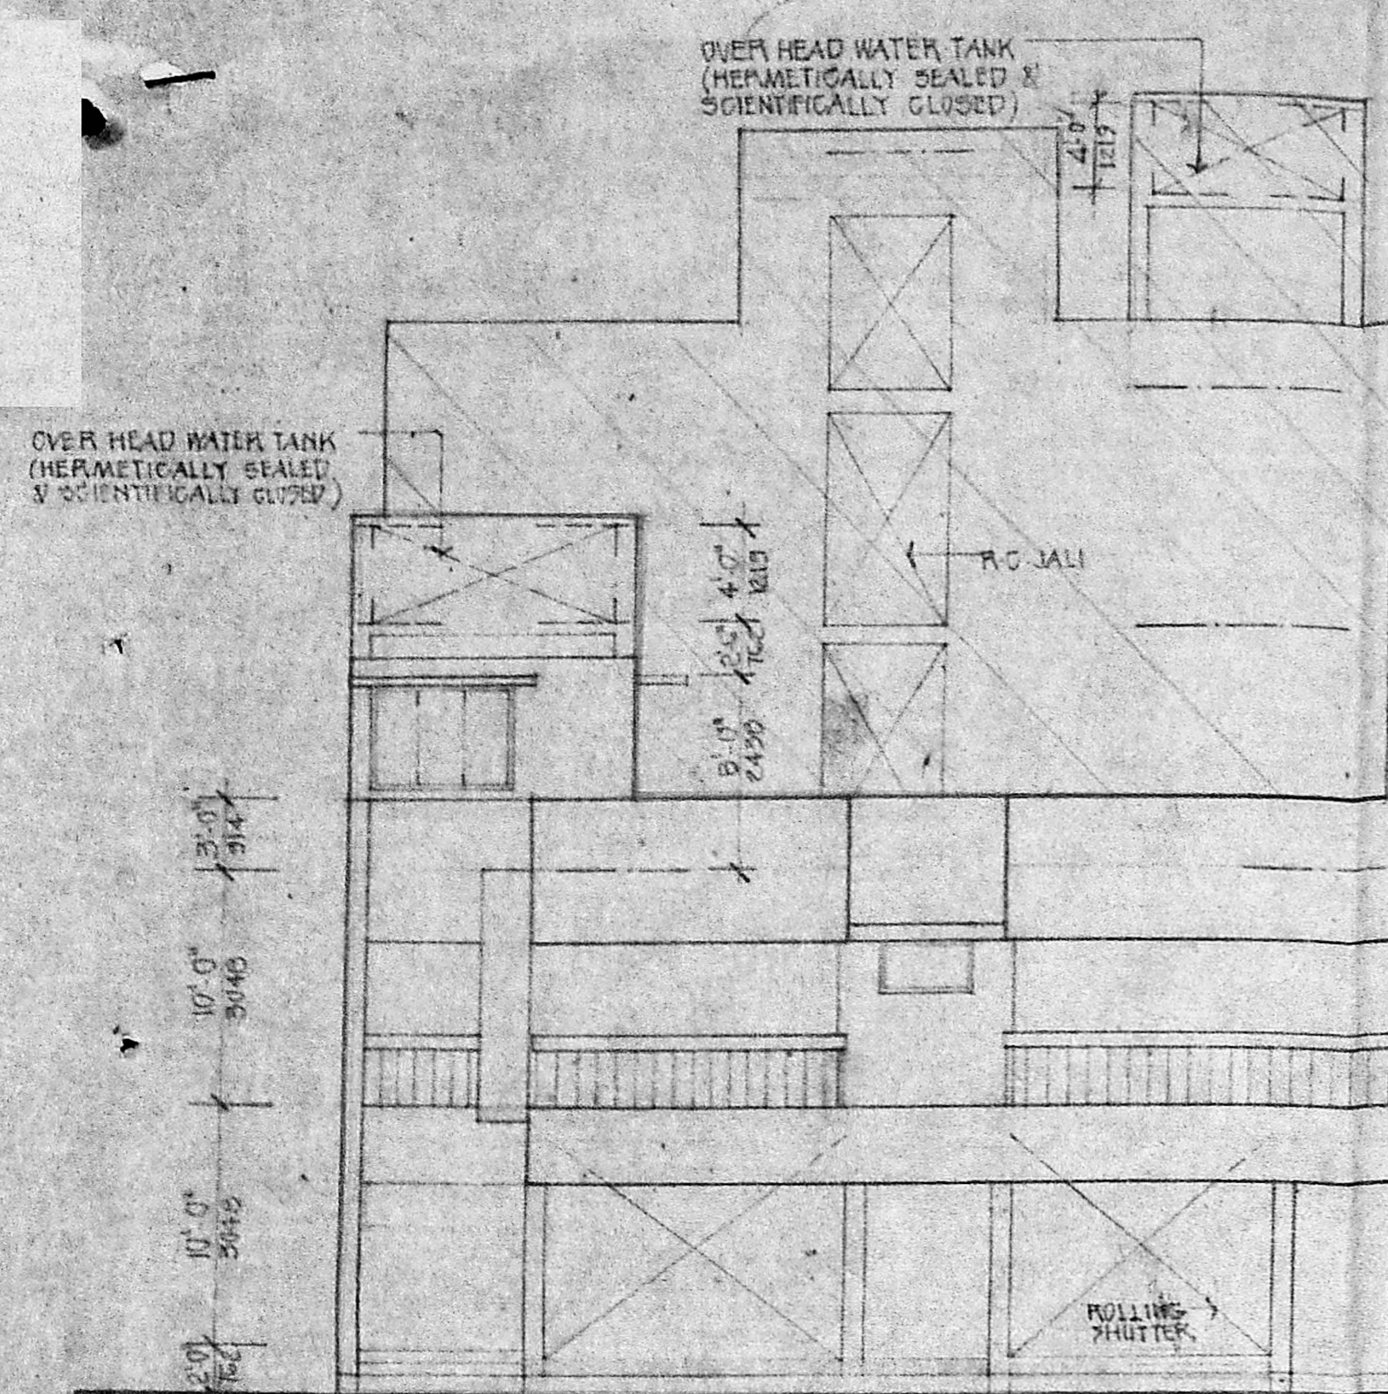 OVER HEAD WATER TANK
(HERMETICALLY SEALED &
SCIENTIFICALLY CLOSED)
4'-0"
1219
OVER HEAD WATER TANK
(HERMETICALLY SEALED
& SCIENTIFICALLY CLOSED)
4'-0"
1219
R.C JALI
2'-6"
762
8'-0"
2438
3'-0"
914
10'-0"
3048
10'-0"
3048
ROLLING
SHUTTER
762